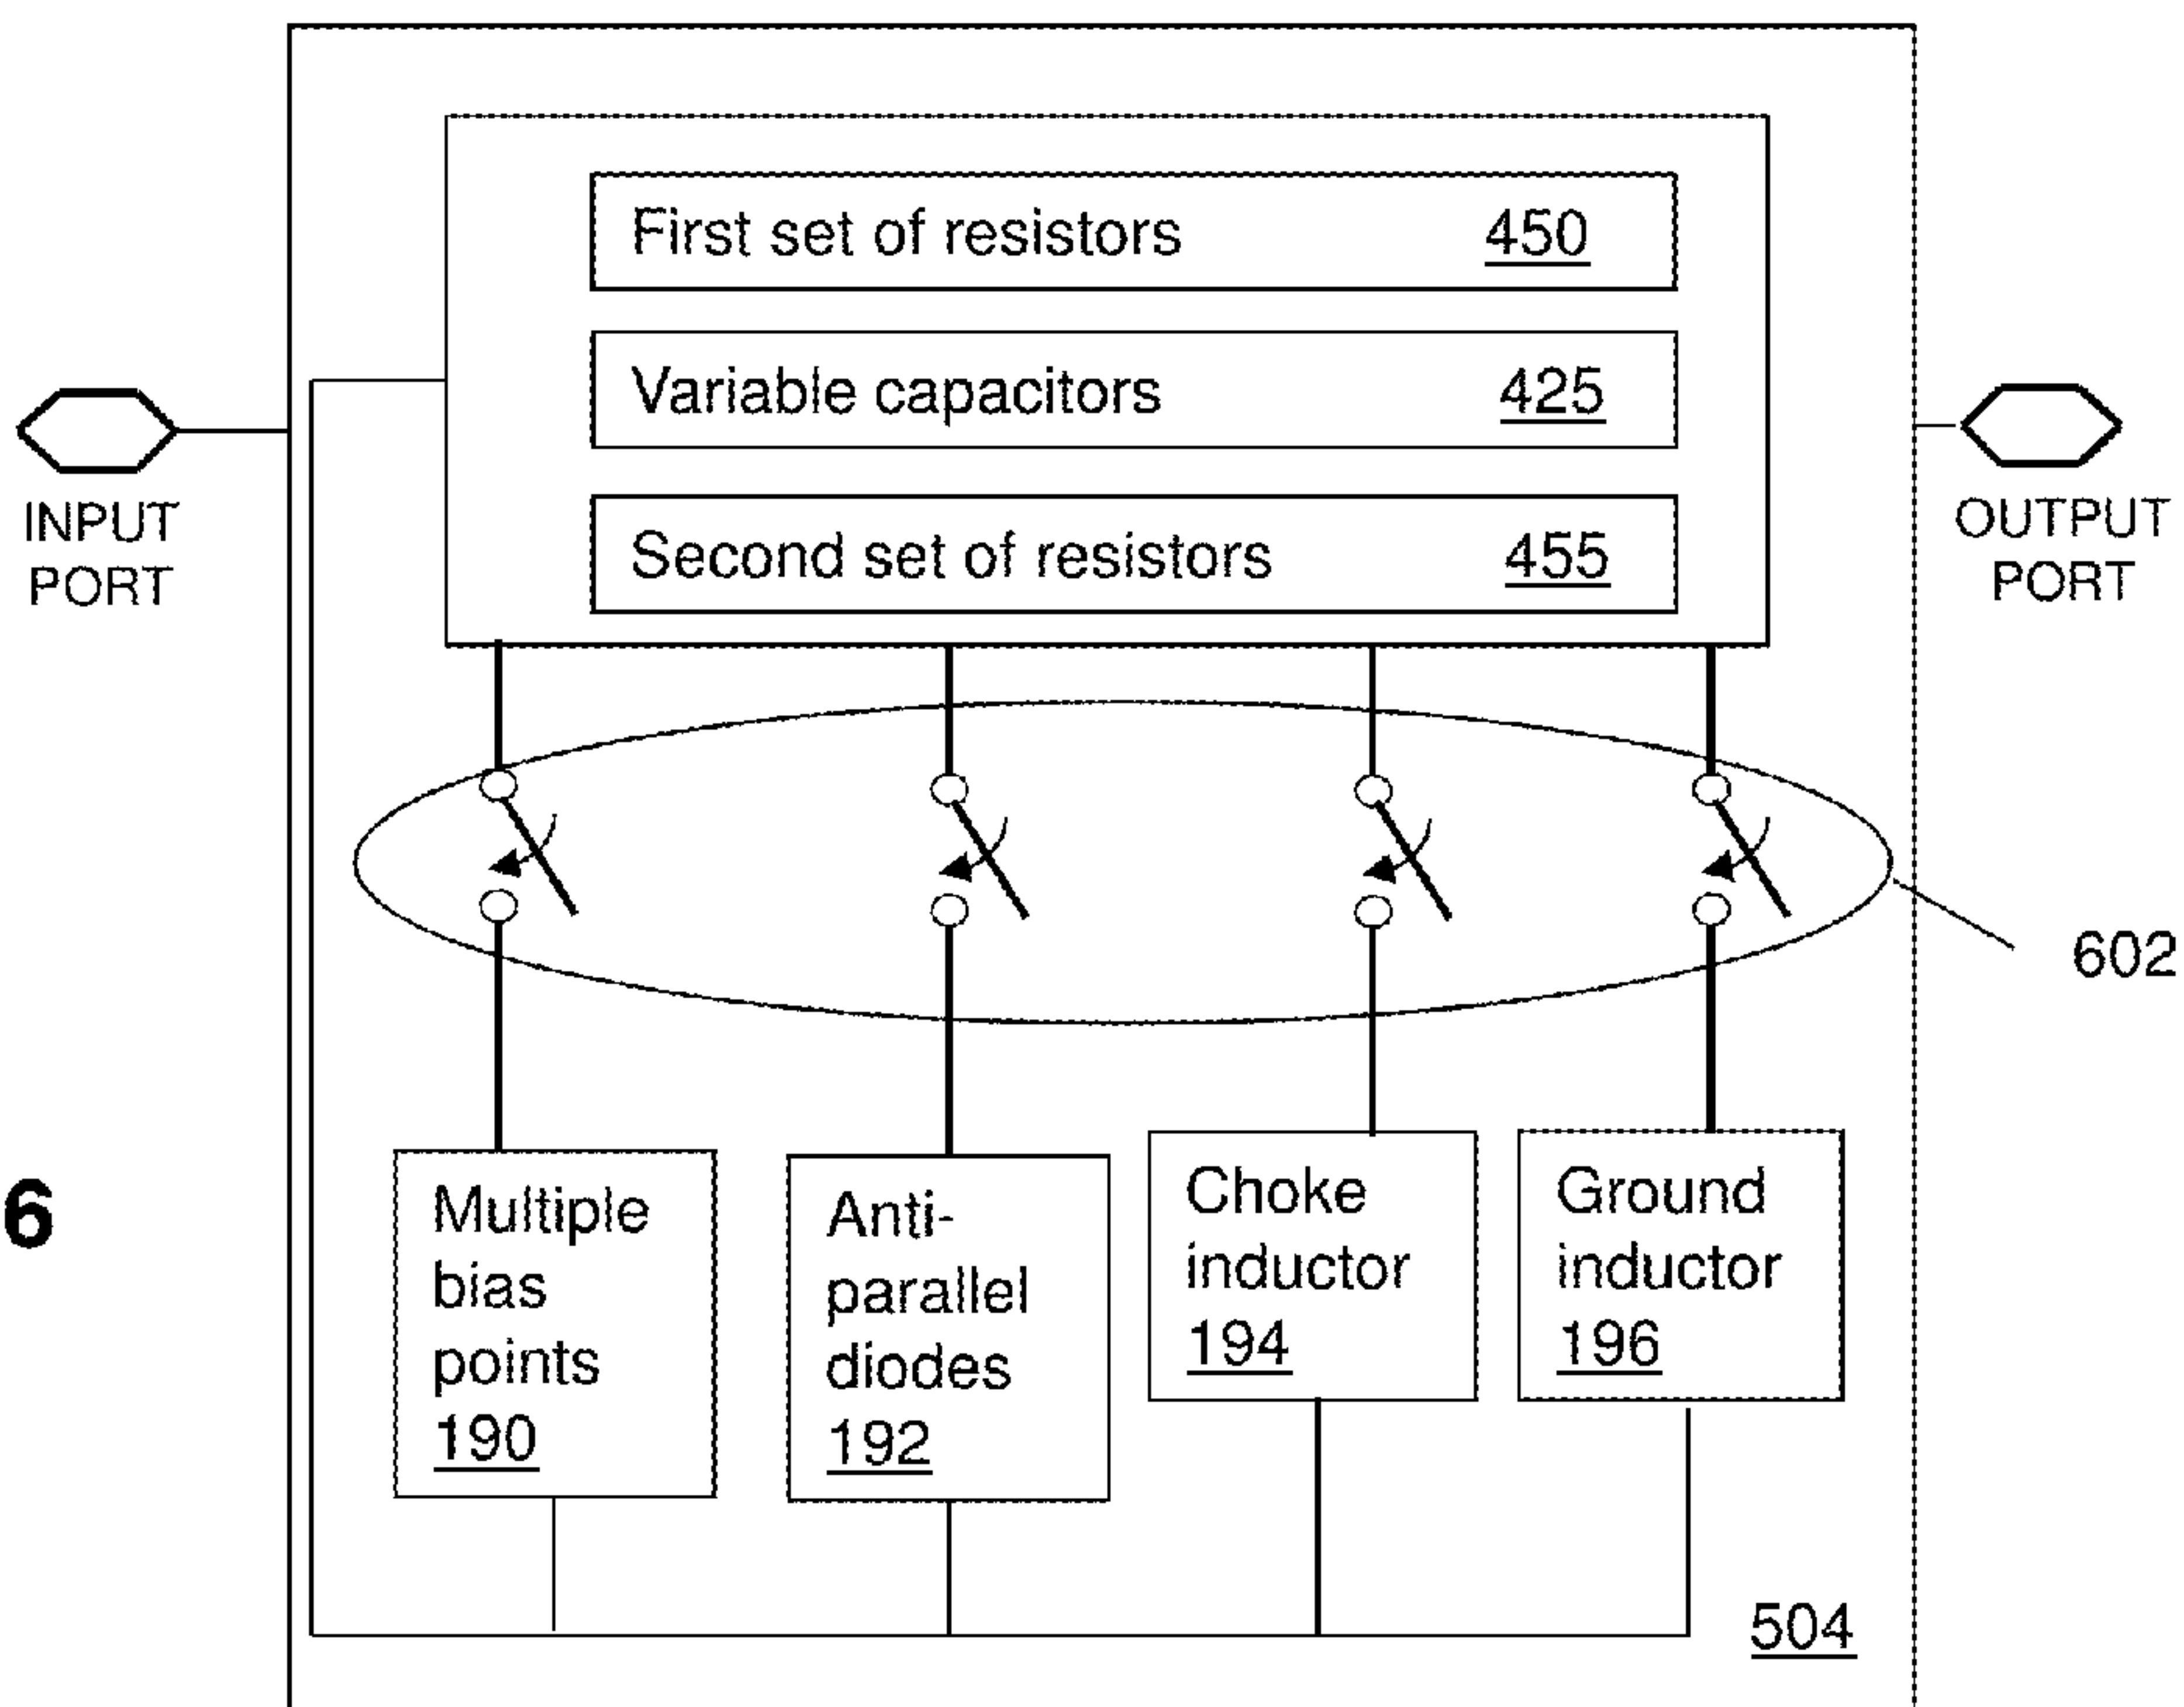 First set of resistors 450
Variable capacitors 425
Second set of resistors 455
INPUT
PORT
OUTPUT
PORT
602
6
Multiple
bias
points
190
Anti-
parallel
diodes
192
Choke
inductor
194
Ground
inductor
196
504